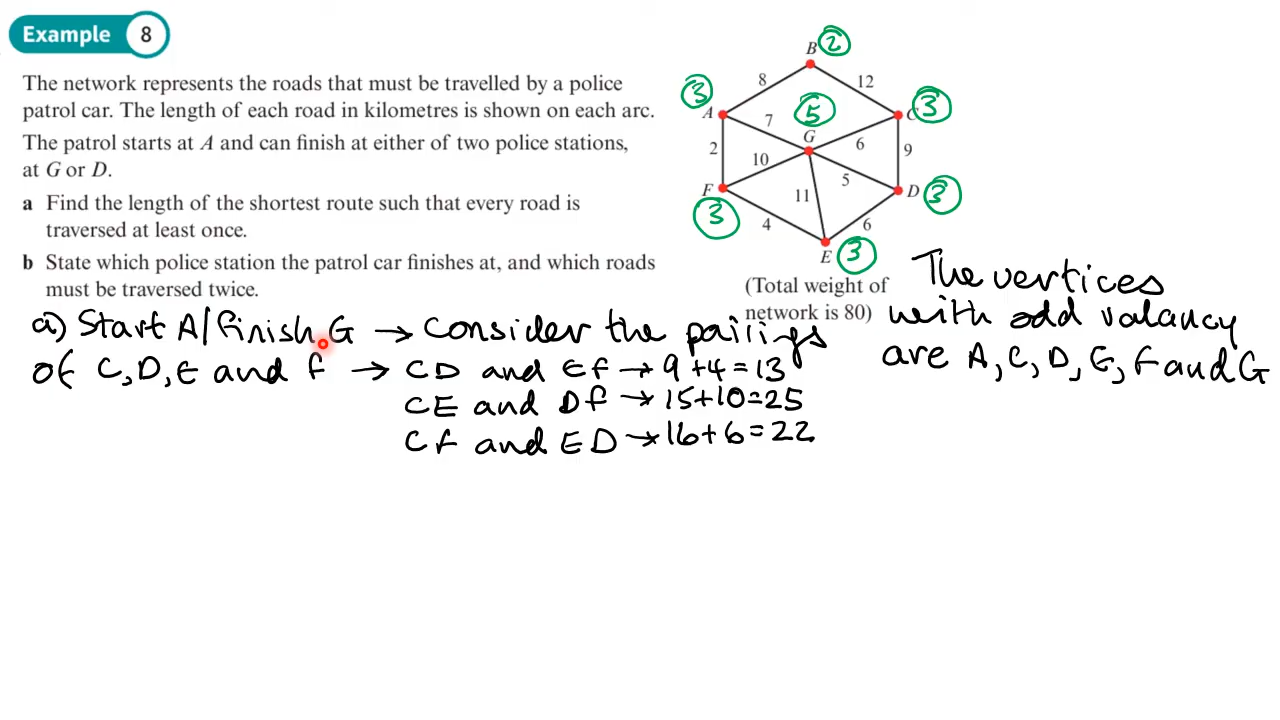 Example 8
The network represents the roads that must be travelled by a police
patrol car. The length of each road in kilometres is shown on each arc.
The patrol starts at A and can finish at either of two police stations,
at G or D.
a Find the length of the shortest route such that every road is
traversed at least once.
b State which police station the patrol car finishes at, and which roads
must be traversed twice.
B 2
8 12
3 A 5 C 3
7 G 6
2 10 9
F 5 D 3
3 11
4 6
E 3
(Total weight of
network is 80)
The vertices
with odd valancy
are A, C, D, E, F and G
a) Start A/finish G → Consider the pairings
of C, D, E and F → CD and EF → 9+4=13
CE and DF → 15+10=25
CF and ED → 16+6=22